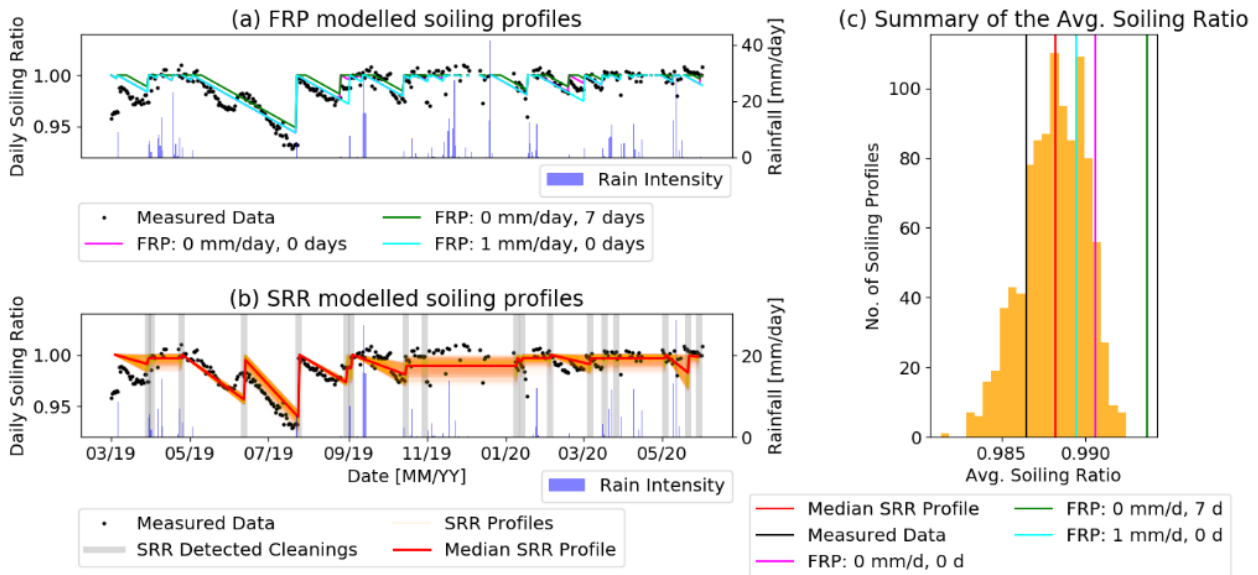 (a) FRP modelled soiling profiles
Daily Soiling Ratio
1.00
0.95
40
20
0
Rainfall [mm/day]
Rain Intensity
Measured Data
FRP: 0 mm/day, 0 days
FRP: 0 mm/day, 7 days
FRP: 1 mm/day, 0 days
(b) SRR modelled soiling profiles
Daily Soiling Ratio
1.00
0.95
20
0
Rainfall [mm/day]
03/19 05/19 07/19 09/19 11/19 01/20 03/20 05/20
Date [MM/YY]
Rain Intensity
Measured Data
SRR Detected Cleanings
SRR Profiles
Median SRR Profile
(c) Summary of the Avg. Soiling Ratio
No. of Soiling Profiles
100
80
60
40
20
0
0.985 0.990
Avg. Soiling Ratio
Median SRR Profile
Measured Data
FRP: 0 mm/d, 0 d
FRP: 0 mm/d, 7 d
FRP: 1 mm/d, 0 d